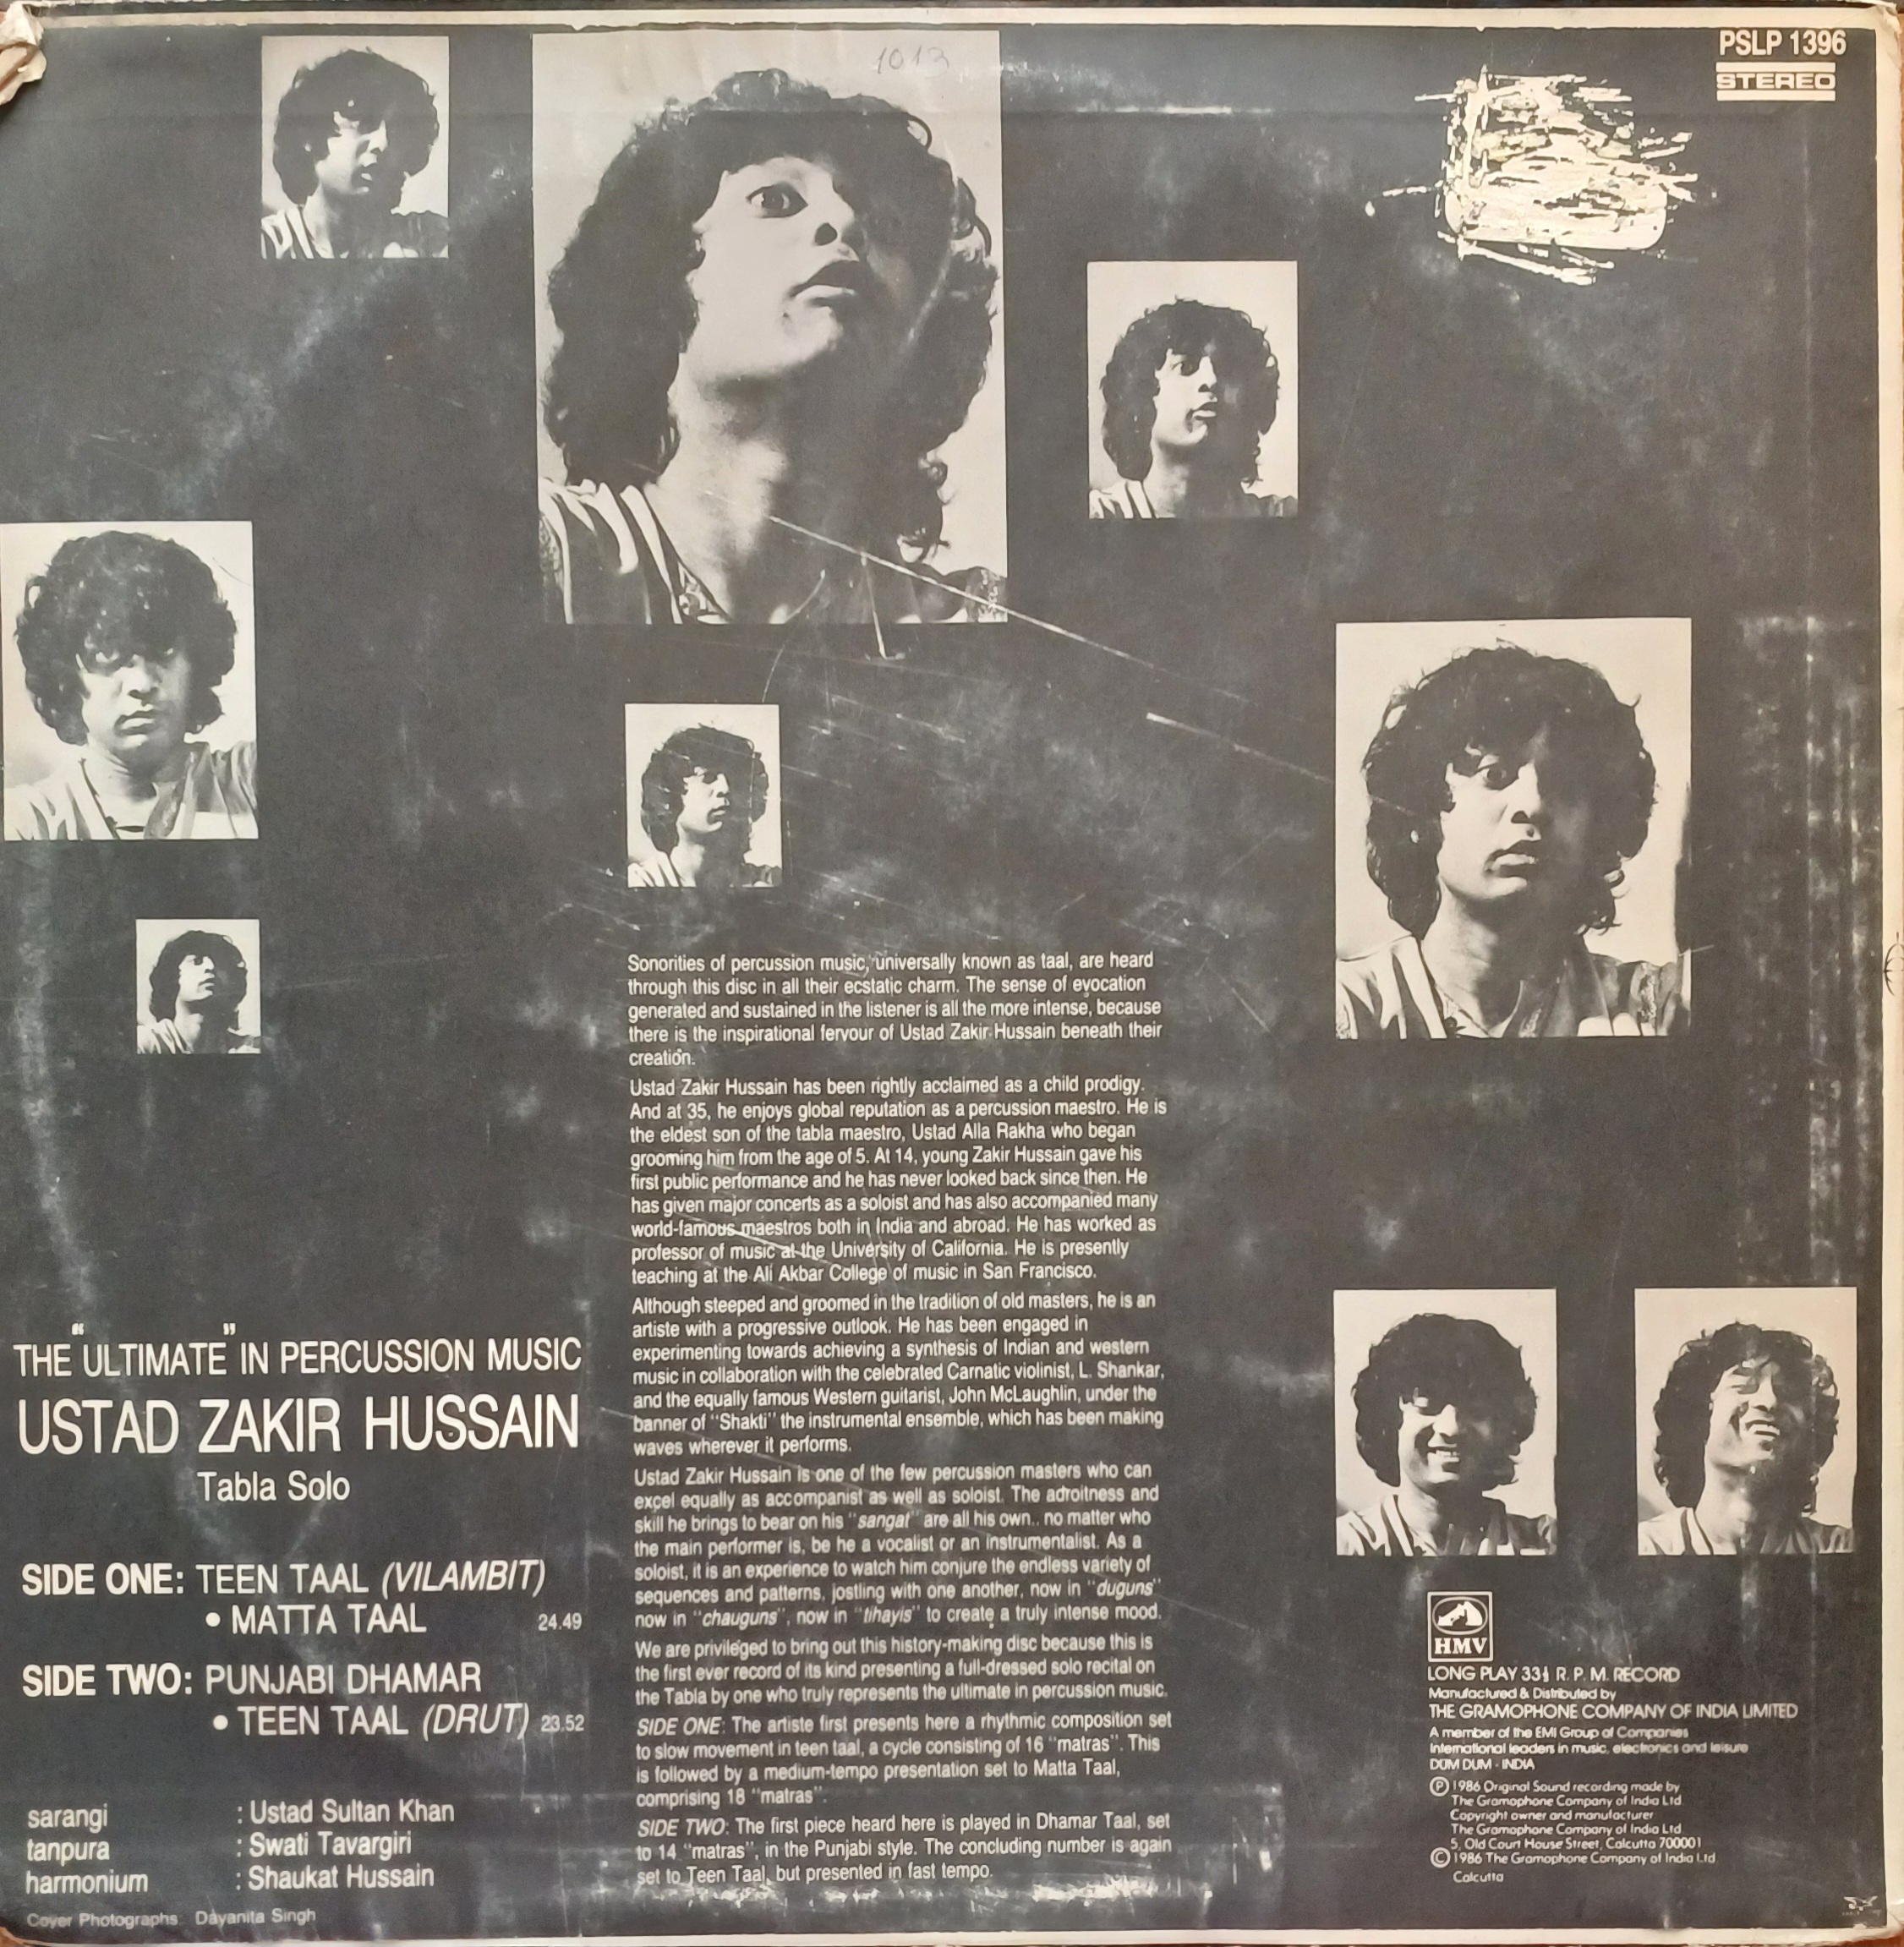 1013
PSLP 1396
STEREO
Sonorities of percussion music, universally known as taal, are heard
through this disc in all their ecstatic charm. The sense of evocation
generated and sustained in the listener is all the more intense, because
there is the inspirational fervour of Ustad Zakir Hussain beneath their
creation.
Ustad Zakir Hussain has been rightly acclaimed as a child prodigy.
And at 35, he enjoys global reputation as a percussion maestro. He is
the eldest son of the tabla maestro, Ustad Alla Rakha who began
grooming him from the age of 5. At 14, young Zakir Hussain gave his
first public performance and he has never looked back since then. He
has given major concerts as a soloist and has also accompanied many
world-famous maestros both in India and abroad. He has worked as
professor of music at the University of California. He is presently
teaching at the Ali Akbar College of music in San Francisco.
Although steeped and groomed in the tradition of old masters, he is an
artiste with a progressive outlook. He has been engaged in
experimenting towards achieving a synthesis of Indian and western
music in collaboration with the celebrated Carnatic violinist, L. Shankar,
and the equally famous Western guitarist, John McLaughlin, under the
banner of "Shakti" the instrumental ensemble, which has been making
waves wherever it performs.
Ustad Zakir Hussain is one of the few percussion masters who can
excel equally as accompanist as well as soloist. The adroitness and
skill he brings to bear on his "sangat" are all his own.. no matter who
the main performer is, be he a vocalist or an instrumentalist. As a
soloist, it is an experience to watch him conjure the endless variety of
sequences and patterns, jostling with one another, now in "duguns"
now in "chauguns", now in "tihayis" to create a truly intense mood.
We are privileged to bring out this history-making disc because this is
the first ever record of its kind presenting a full-dressed solo recital on
the Tabla by one who truly represents the ultimate in percussion music.
SIDE ONE: The artiste first presents here a rhythmic composition set
to slow movement in teen taal, a cycle consisting of 16 "matras". This
is followed by a medium-tempo presentation set to Matta Taal,
comprising 18 "matras".
SIDE TWO: The first piece heard here is played in Dhamar Taal, set
to 14 "matras", in the Punjabi style. The concluding number is again
set to Teen Taal, but presented in fast tempo.
THE "ULTIMATE" IN PERCUSSION MUSIC
USTAD ZAKIR HUSSAIN
Tabla Solo
SIDE ONE: TEEN TAAL (VILAMBIT)
• MATTA TAAL 24.49
SIDE TWO: PUNJABI DHAMAR
• TEEN TAAL (DRUT) 23.52
sarangi : Ustad Sultan Khan
tanpura : Swati Tavargiri
harmonium : Shaukat Hussain
Cover Photographs: Dayanita Singh
HMV
LONG PLAY 33⅓ R. P. M. RECORD
Manufactured & Distributed by
THE GRAMOPHONE COMPANY OF INDIA LIMITED
A member of the EMI Group of Companies
International leaders in music, electronics and leisure
DUM DUM - INDIA
℗ 1986 Original Sound recording made by
The Gramophone Company of India Ltd
Copyright owner and manufacturer
The Gramophone Company of India Ltd
5, Old Court House Street, Calcutta 700001
© 1986 The Gramophone Company of India Ltd
Calcutta